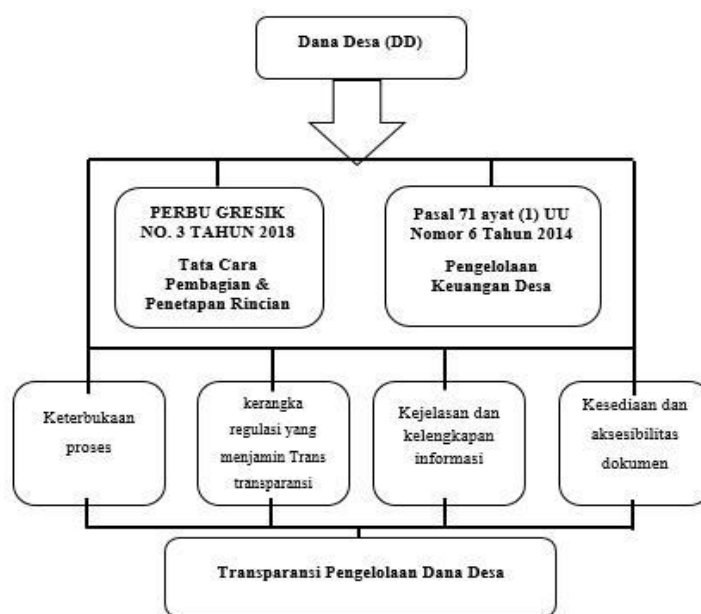 Dana Desa (DD)
PERBU GRESIK
NO. 3 TAHUN 2018
Tata Cara
Pembagian &
Penetapan Rincian
Pasal 71 ayat (1) UU
Nomor 6 Tahun 2014
Pengelolaan
Keuangan Desa
Keterbukaan
proses
kerangka
regulasi yang
menjamin Trans
transparansi
Kejelasan dan
kelengkapan
informasi
Kesediaan dan
aksesibilitas
dokumen
Transparansi Pengelolaan Dana Desa